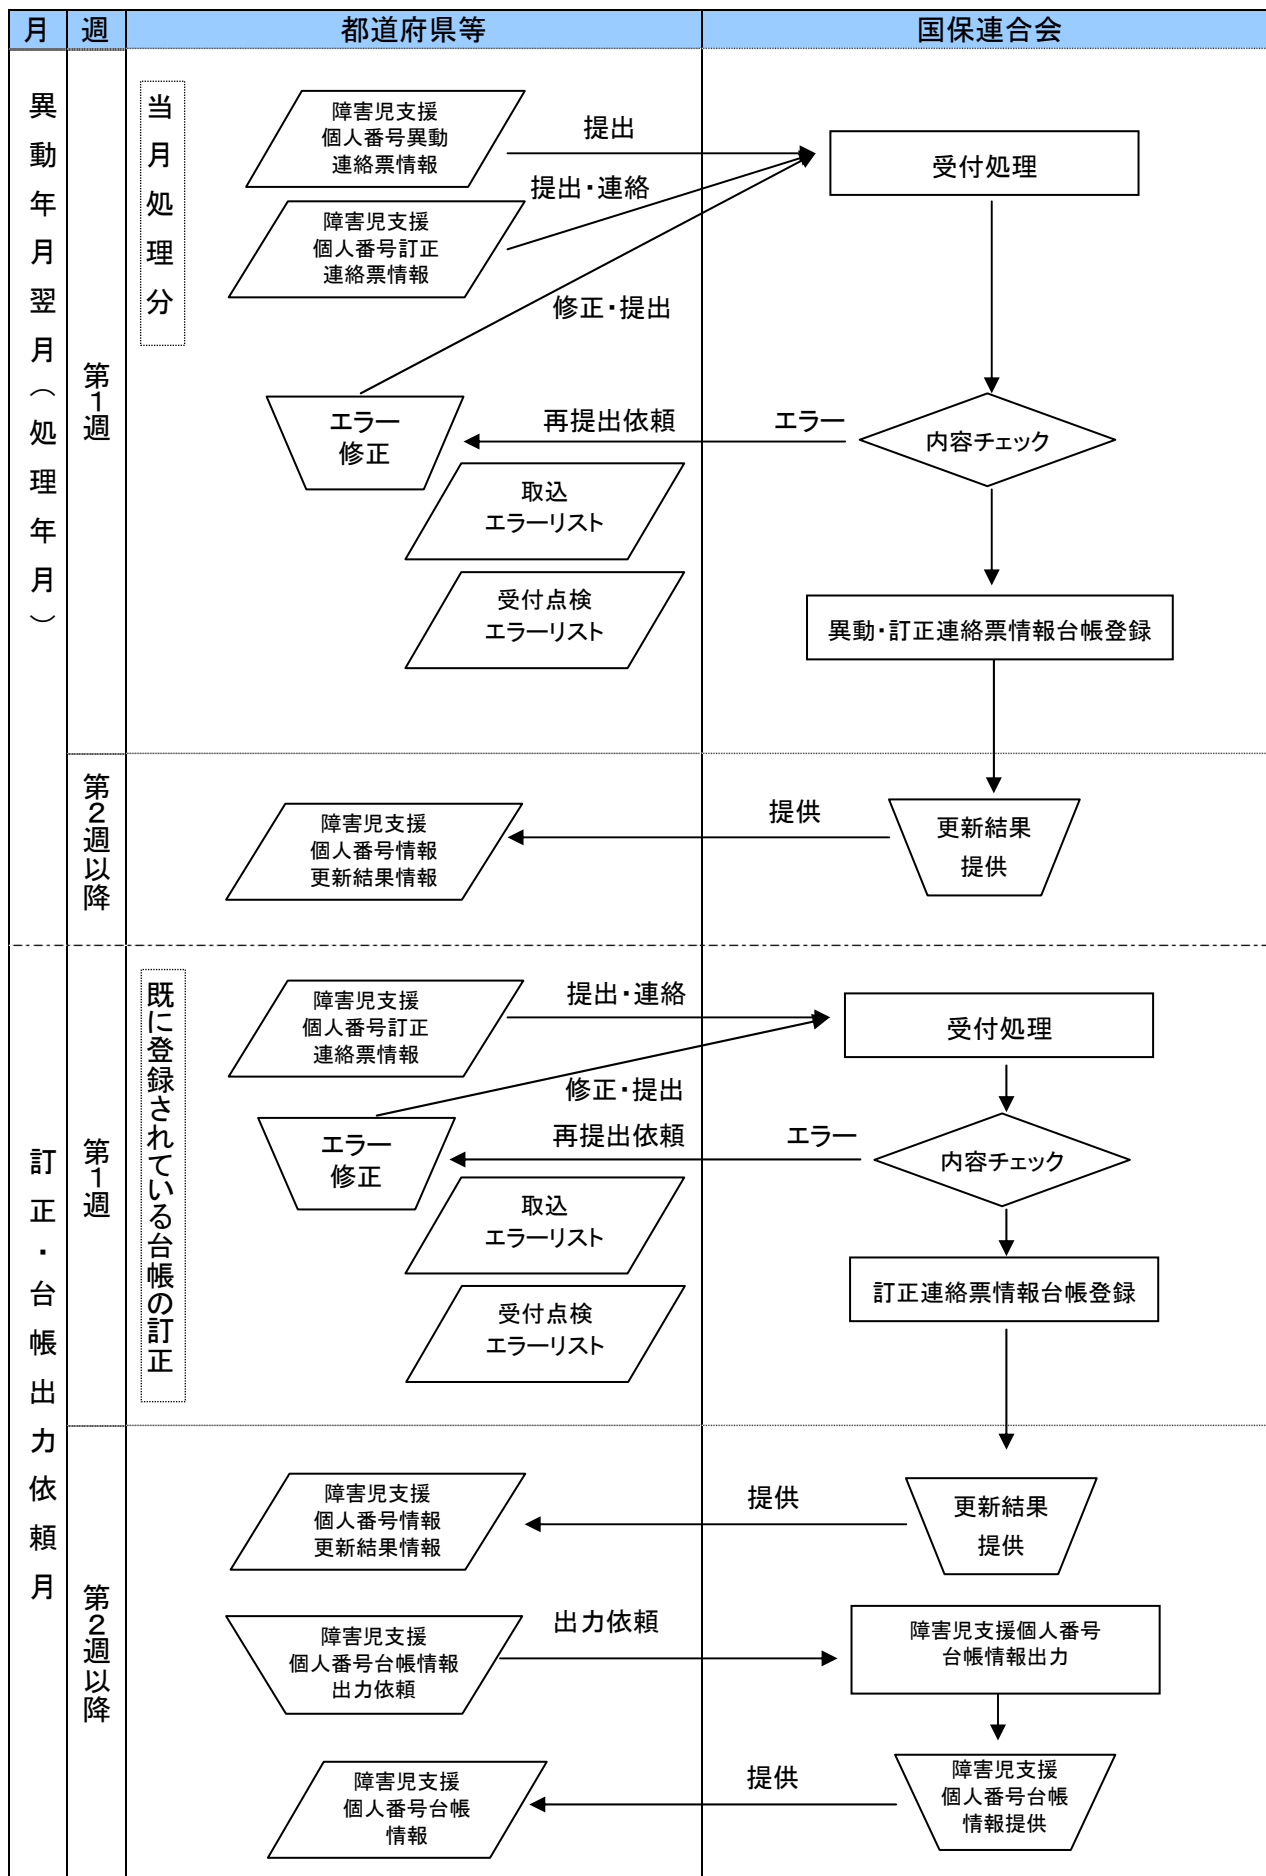 月
週
都道府県等
国保連合会
異動年月翌月（処理年月）
第１週
当月処理分
障害児支援
個人番号異動
連絡票情報
提出
受付処理
提出・連絡
障害児支援
個人番号訂正
連絡票情報
修正・提出
エラー
修正
再提出依頼
エラー
内容チェック
取込
エラーリスト
受付点検
エラーリスト
異動・訂正連絡票情報台帳登録
第２週以降
障害児支援
個人番号情報
更新結果情報
提供
更新結果
提供
訂正・台帳出力依頼月
第１週
既に登録されている台帳の訂正
障害児支援
個人番号訂正
連絡票情報
提出・連絡
受付処理
修正・提出
エラー
修正
再提出依頼
エラー
内容チェック
取込
エラーリスト
受付点検
エラーリスト
訂正連絡票情報台帳登録
第２週以降
障害児支援
個人番号情報
更新結果情報
提供
更新結果
提供
障害児支援
個人番号台帳情報
出力依頼
出力依頼
障害児支援個人番号
台帳情報出力
障害児支援
個人番号台帳
情報
提供
障害児支援
個人番号台帳
情報提供